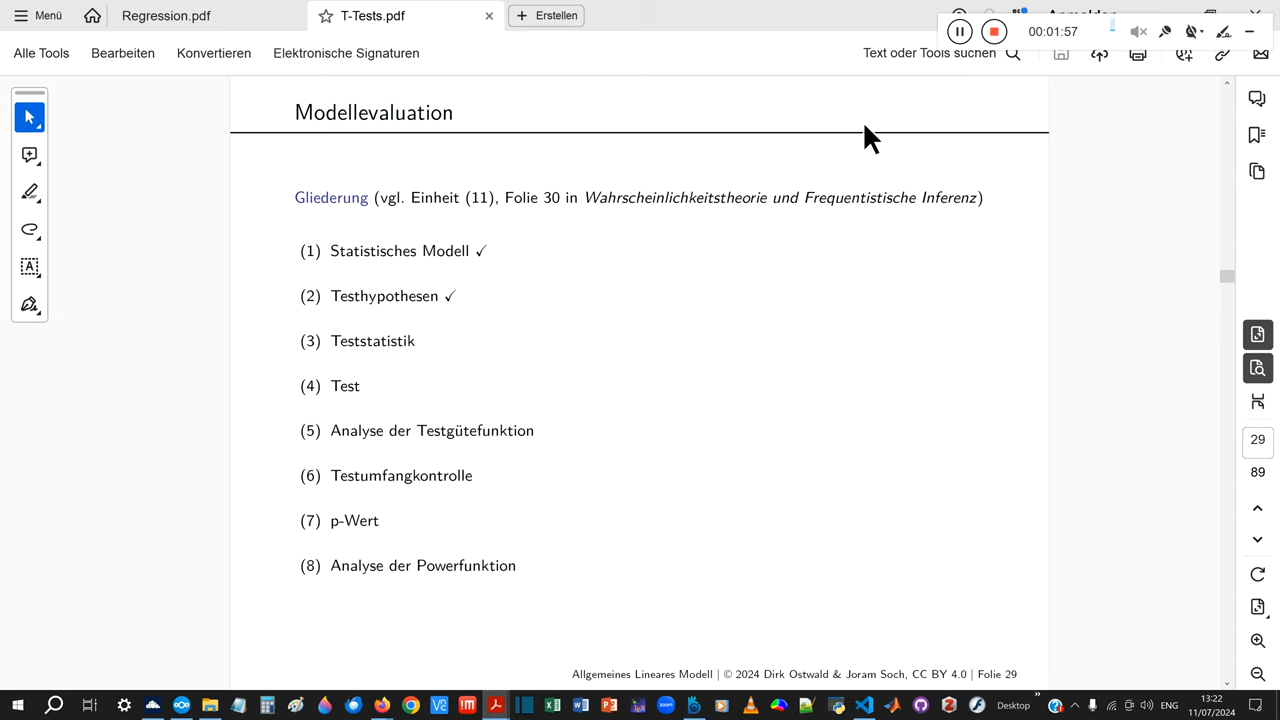 Menü
Regression.pdf
T-Tests.pdf
Erstellen
00:01:57
Alle Tools
Bearbeiten
Konvertieren
Elektronische Signaturen
Text oder Tools suchen
Modellevaluation
Gliederung (vgl. Einheit (11), Folie 30 in Wahrscheinlichkeitstheorie und Frequentistische Inferenz)
(1) Statistisches Modell ✓
(2) Testhypothesen ✓
(3) Teststatistik
(4) Test
(5) Analyse der Testgütefunktion
(6) Testumfangkontrolle
(7) p-Wert
(8) Analyse der Powerfunktion
Allgemeines Lineares Modell | © 2024 Dirk Ostwald & Joram Soch, CC BY 4.0 | Folie 29
29
89
Desktop
ENG
13:22
11/07/2024